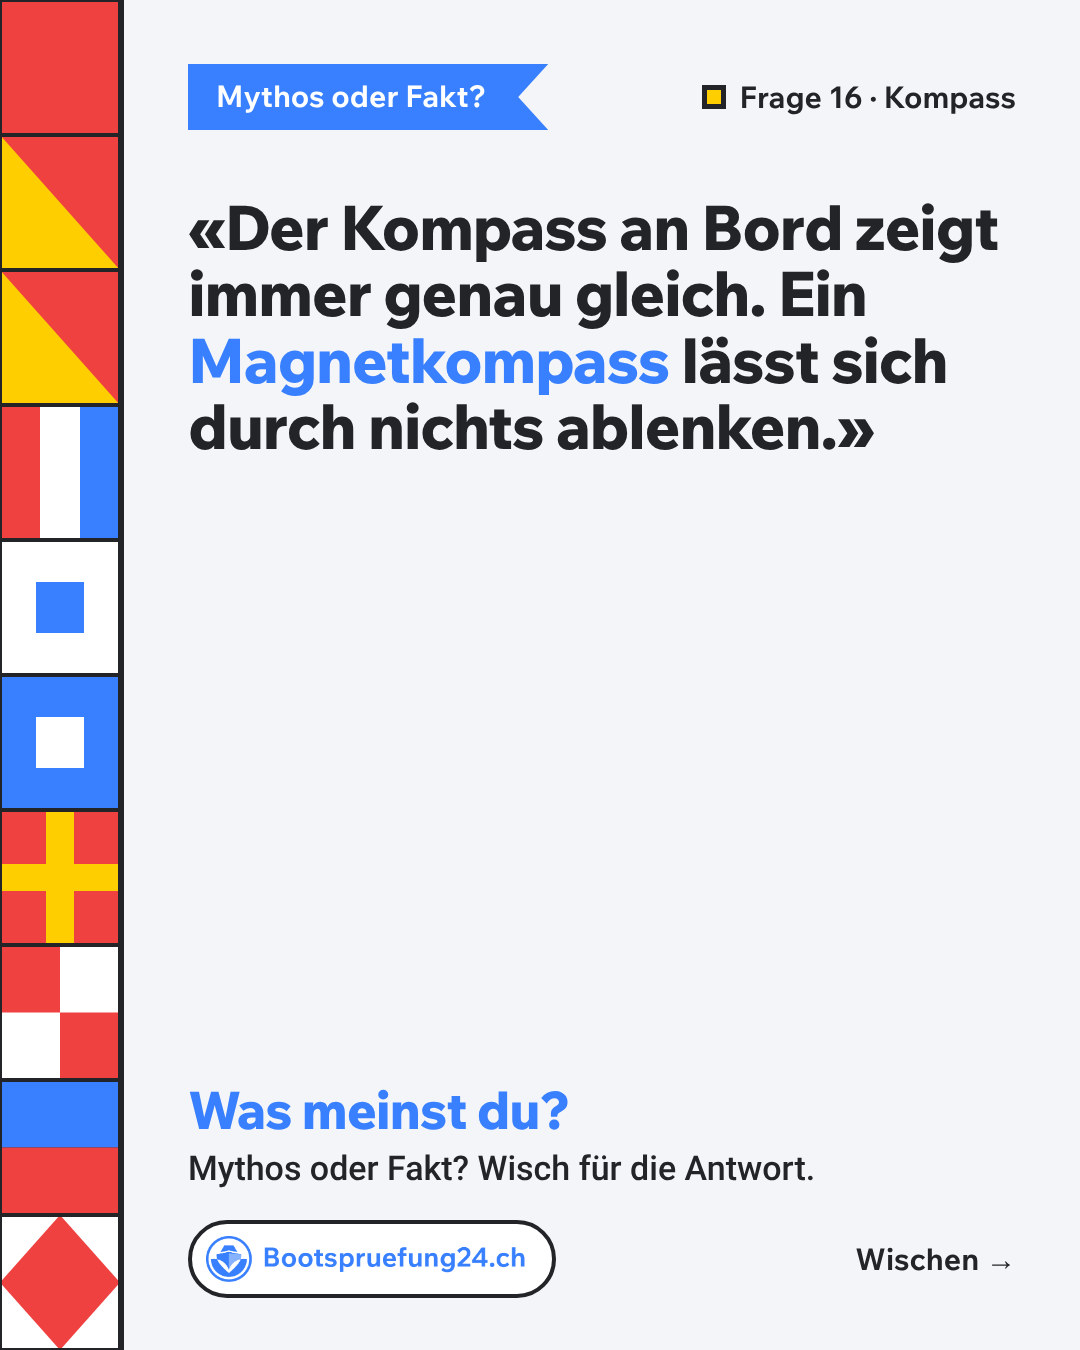 Mythos oder Fakt?
Frage 16 · Kompass
«Der Kompass an Bord zeigt
immer genau gleich. Ein
Magnetkompass lässt sich
durch nichts ablenken.»
Was meinst du?
Mythos oder Fakt? Wisch für die Antwort.
Bootspruefung24.ch
Wischen →